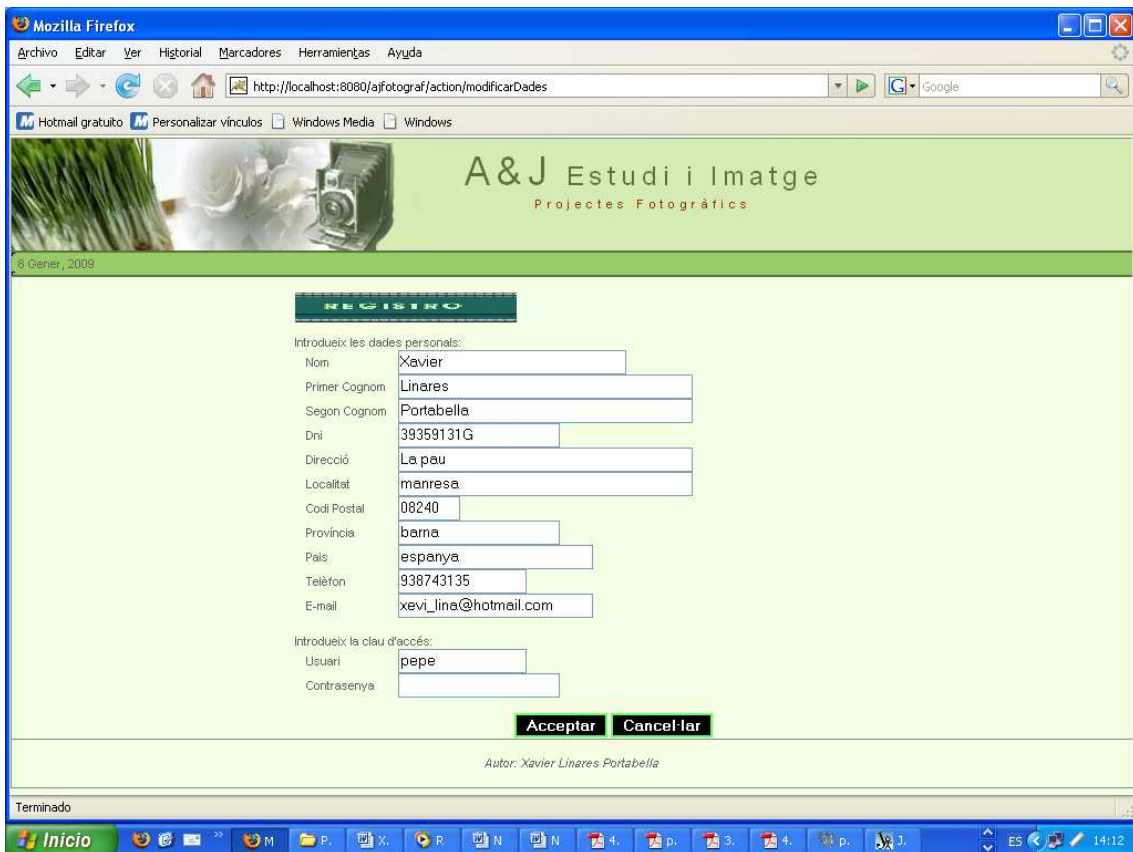 Mozilla Firefox
Archivo Editar Ver Historial Marcadores Herramientas Ayuda
http://localhost:8080/ajfotograf/action/modificarDades
G Google
Hotmail gratuito Personalizar vínculos Windows Media Windows
A&J Estudi i Imatge
Projectes Fotogràfics
8 Gener, 2009
REGISTRO
Introdueix les dades personals:
Nom Xavier
Primer Cognom Linares
Segon Cognom Portabella
Dni 39359131G
Direcció La pau
Localitat manresa
Codi Postal 08240
Província barna
Pais espanya
Telèfon 938743135
E-mail xevi_lina@hotmail.com
Introdueix la clau d'accés:
Usuari pepe
Contrasenya
Acceptar Cancel·lar
Autor: Xavier Linares Portabella
Terminado
Inicio » M P. X. R N N 4. p. 3. 4. p. J. ES 14:12